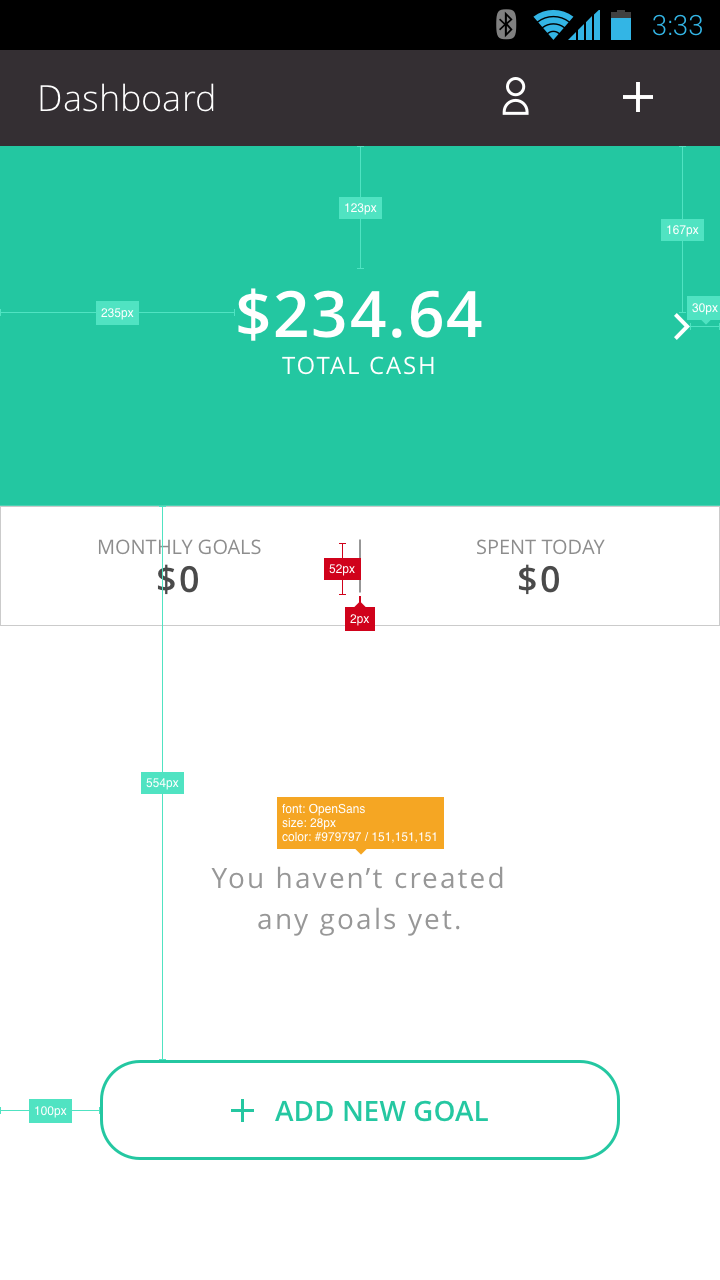 3:33
Dashboard
123px
167px
235px
30px
$234.64
TOTAL CASH
MONTHLY GOALS
SPENT TODAY
52px
$0
$0
2px
554px
font: OpenSans
size: 28px
color: #979797 / 151,151,151
You haven’t created
any goals yet.
100px
ADD NEW GOAL